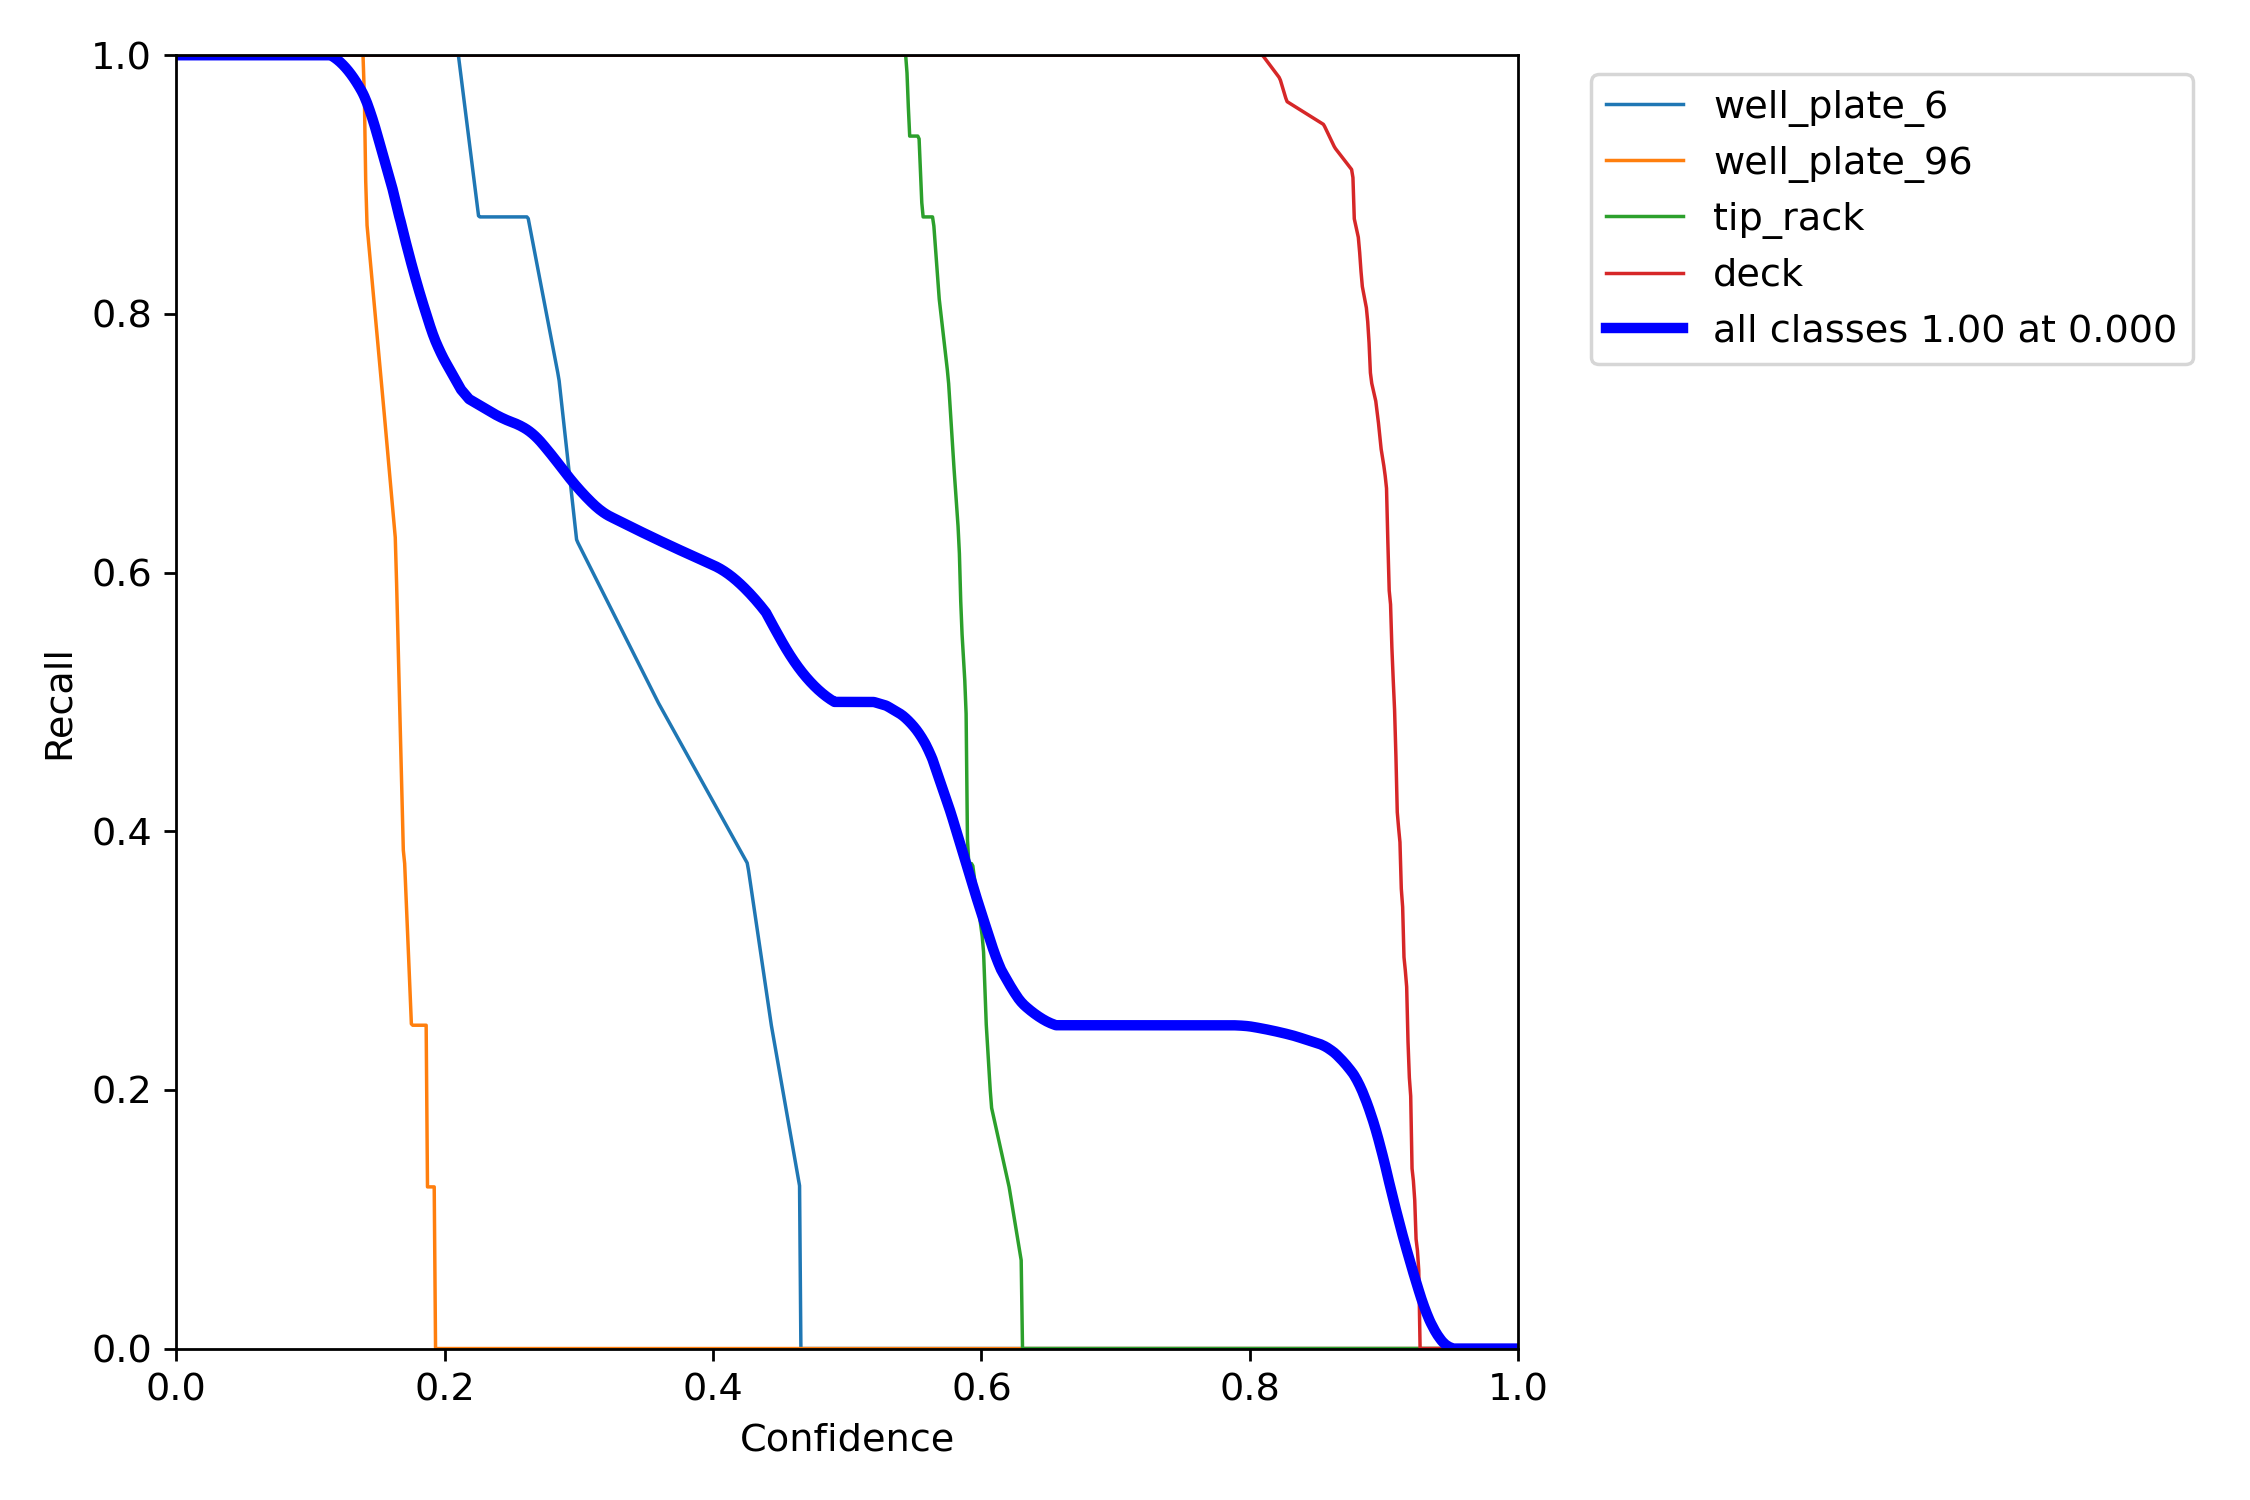 1.0
0.8
0.6
0.4
0.2
0.0
Recall
0.0 0.2 0.4 0.6 0.8 1.0
Confidence
well_plate_6
well_plate_96
tip_rack
deck
all classes 1.00 at 0.000